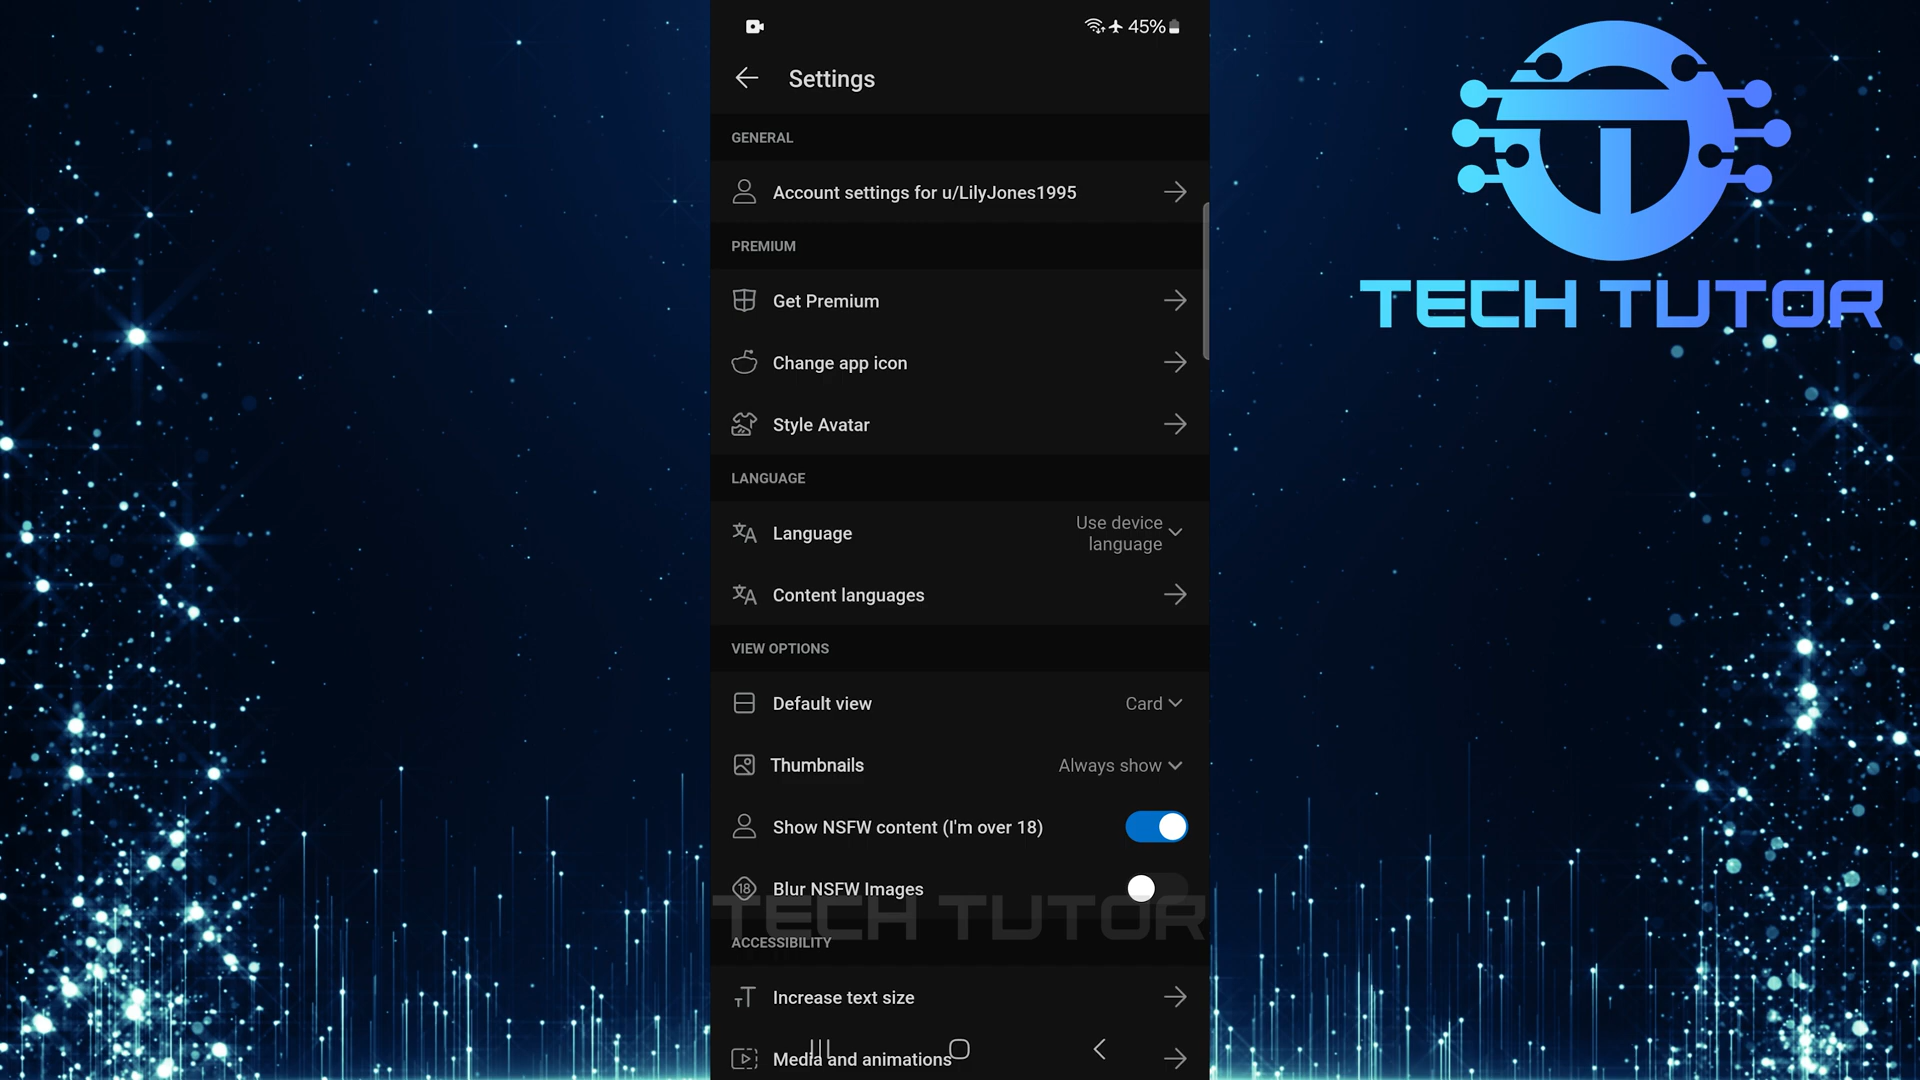 45%
Settings
GENERAL
Account settings for u/LilyJones1995
PREMIUM
Get Premium
Change app icon
Style Avatar
LANGUAGE
Language
Use device
language
Content languages
VIEW OPTIONS
Default view
Card
Thumbnails
Always show
Show NSFW content (I'm over 18)
18
Blur NSFW Images
TECH TUTOR
ACCESSIBILITY
Increase text size
Media and animations
TECH TUTOR